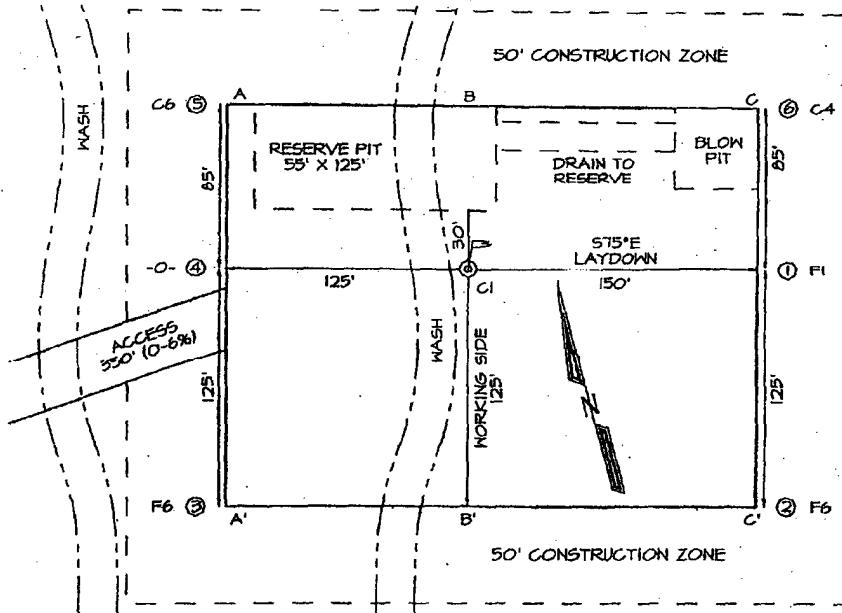 50' CONSTRUCTION ZONE
A
B
C
C6 ⑤
⑥ C4
WASH
RESERVE PIT
55' X 125'
DRAIN TO
RESERVE
BLOW
PIT
85'
85'
30'
S75°E
LAYDOWN
-0- ④
125'
C1
150'
① F1
ACCESS
330' (0-6%)
WASH
WORKING SIDE
125'
125'
125'
N
F6 ③
② F6
A'
B'
C'
50' CONSTRUCTION ZONE